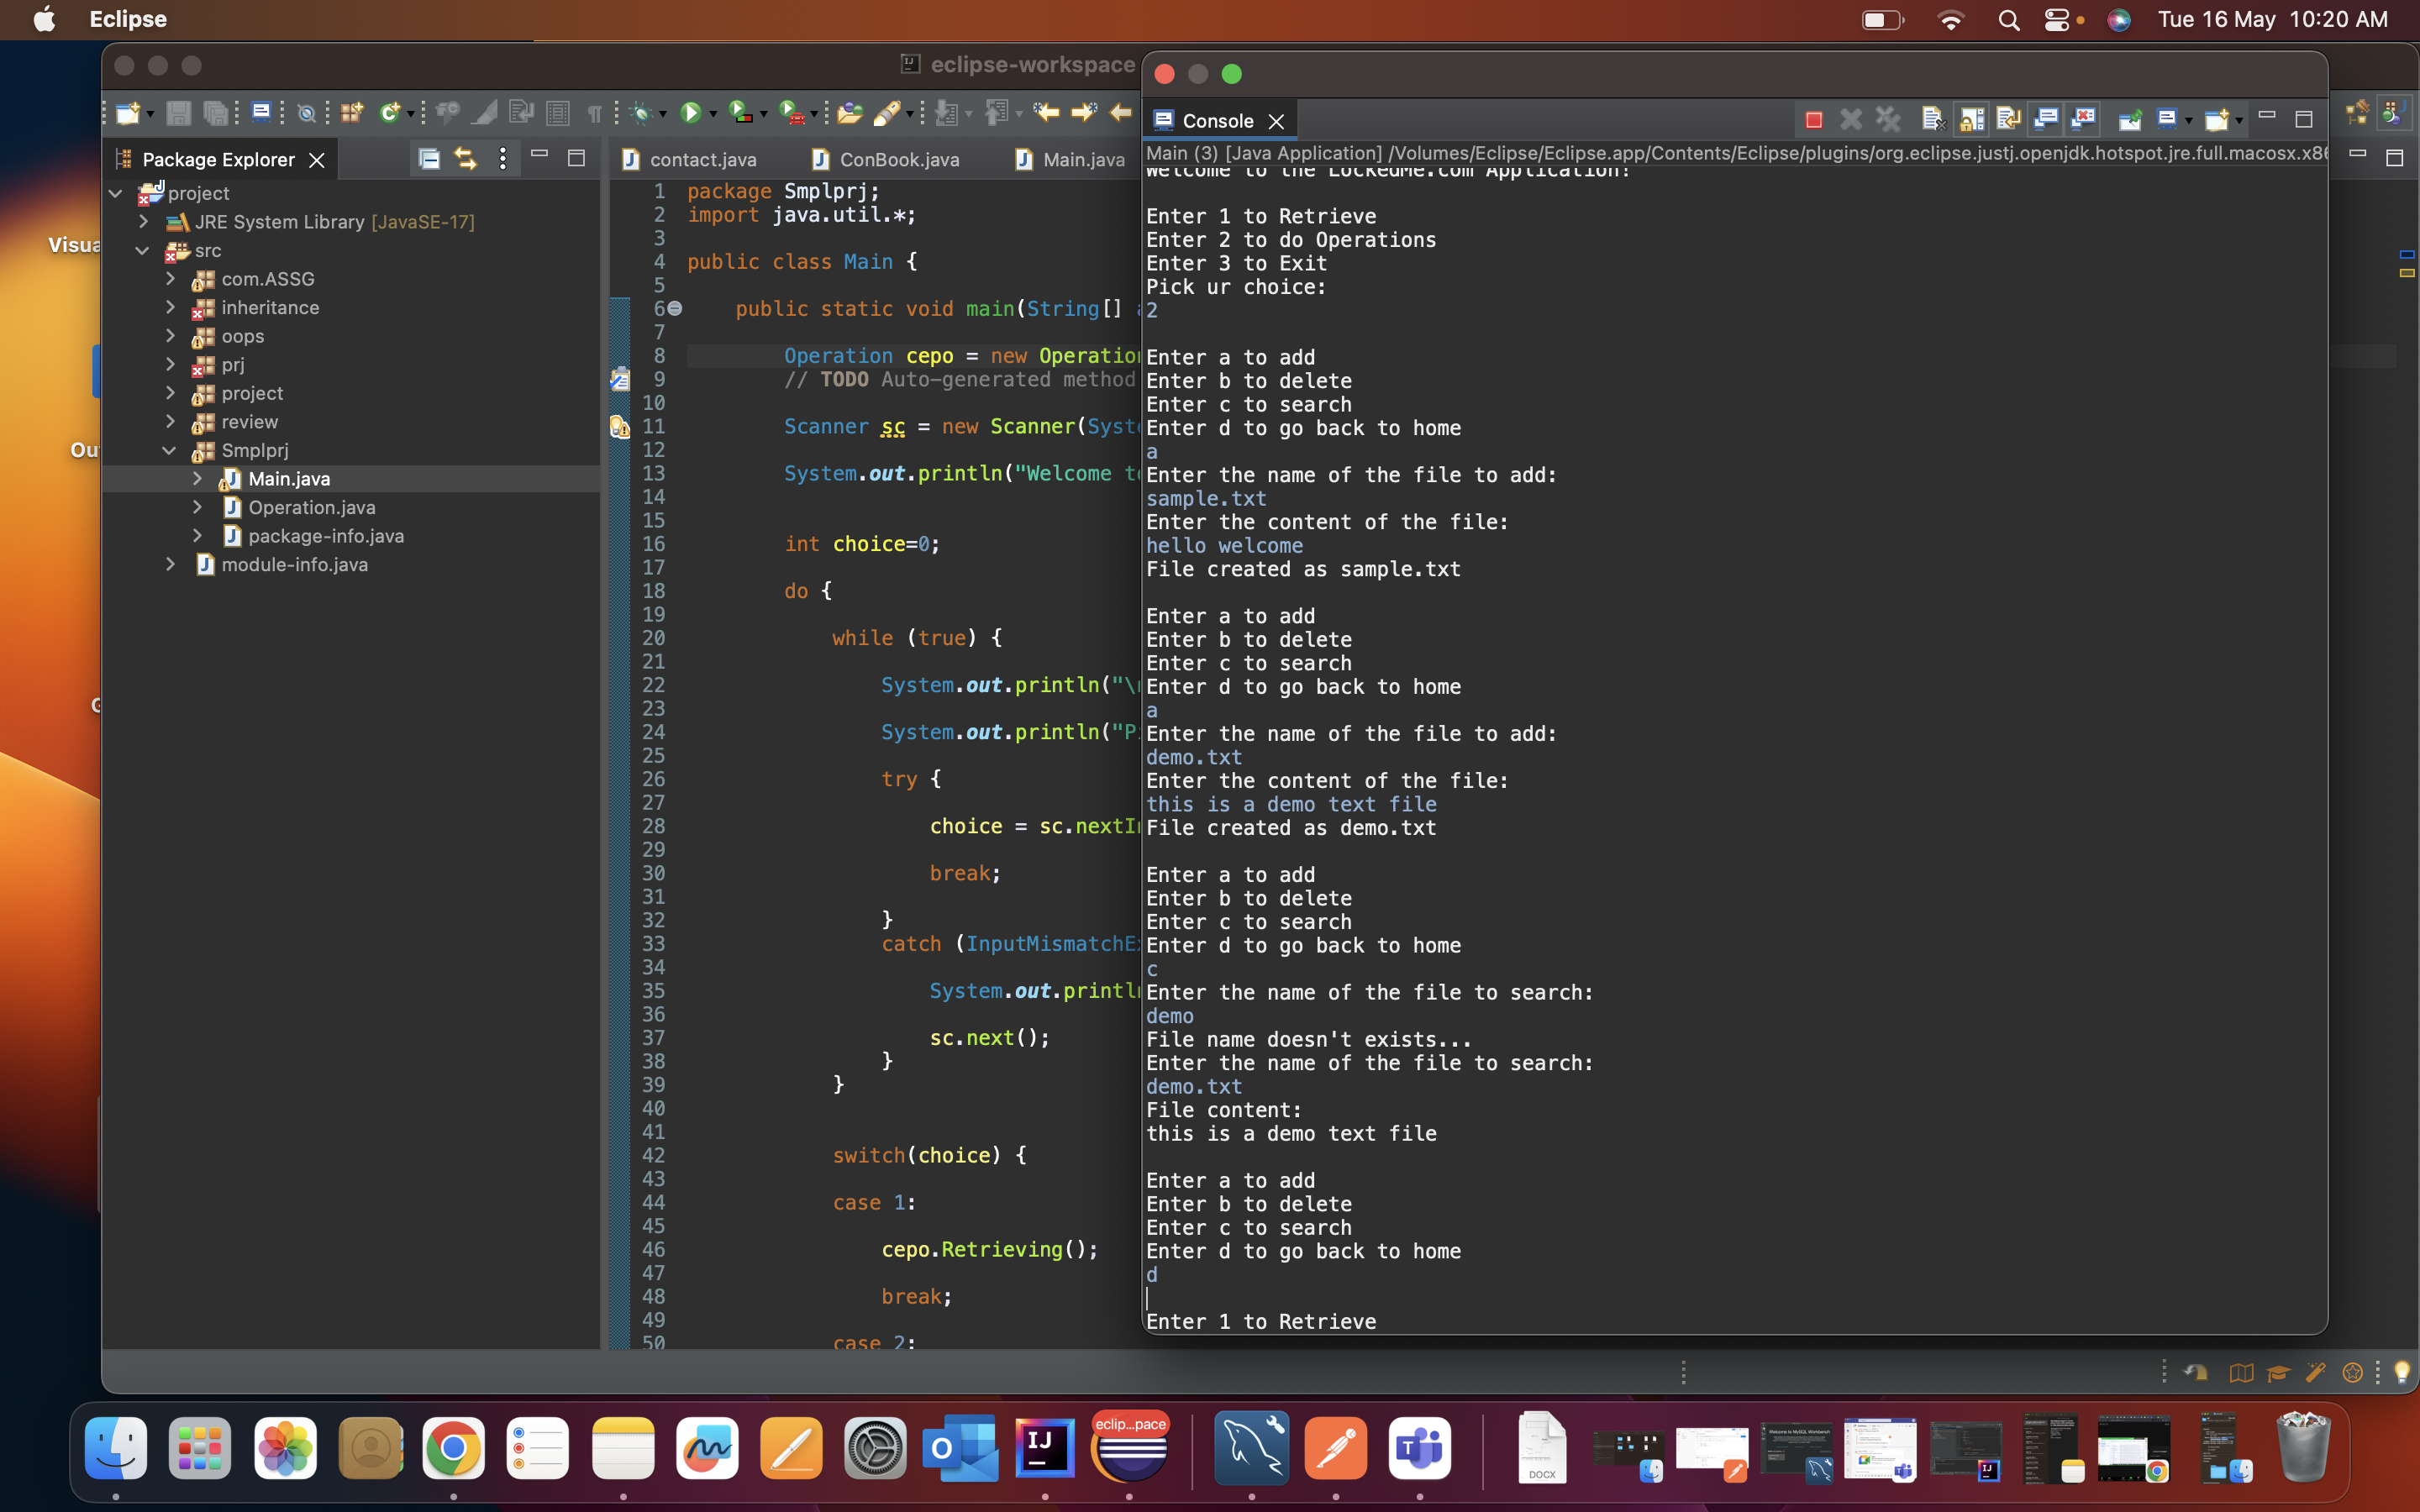 Eclipse
Tue 16 May 10:20 AM
eclipse-workspace
Package Explorer
project
JRE System Library [JavaSE-17]
src
com.ASSG
inheritance
oops
prj
project
review
Smplprj
Main.java
Operation.java
package-info.java
module-info.java
Visua
Ou
contact.java
ConBook.java
Main.java
1 package Smplprj;
2 import java.util.*;
3
4 public class Main {
5
6 public static void main(String[]
7
8 Operation cepo = new Operation
9 // TODO Auto-generated method
10
11 Scanner sc = new Scanner(Syst
12
13 System.out.println("Welcome t
14
15
16 int choice=0;
17
18 do {
19
20 while (true) {
21
22 System.out.println("\
23
24 System.out.println("P
25
26 try {
27
28 choice = sc.nextI
29
30 break;
31
32 }
33 catch (InputMismatchE
34
35 System.out.printl
36
37 sc.next();
38 }
39 }
40
41
42 switch(choice) {
43
44 case 1:
45
46 cepo.Retrieving();
47
48 break;
49
50 case 2:
Console
Main (3) [Java Application] /Volumes/Eclipse/Eclipse.app/Contents/Eclipse/plugins/org.eclipse.justj.openjdk.hotspot.jre.full.macosx.x86
Welcome to the LockedMe.com Application!
Enter 1 to Retrieve
Enter 2 to do Operations
Enter 3 to Exit
Pick ur choice:
2
Enter a to add
Enter b to delete
Enter c to search
Enter d to go back to home
a
Enter the name of the file to add:
sample.txt
Enter the content of the file:
hello welcome
File created as sample.txt
Enter a to add
Enter b to delete
Enter c to search
Enter d to go back to home
a
Enter the name of the file to add:
demo.txt
Enter the content of the file:
this is a demo text file
File created as demo.txt
Enter a to add
Enter b to delete
Enter c to search
Enter d to go back to home
c
Enter the name of the file to search:
demo
File name doesn't exists...
Enter the name of the file to search:
demo.txt
File content:
this is a demo text file
Enter a to add
Enter b to delete
Enter c to search
Enter d to go back to home
d
Enter 1 to Retrieve
eclip...pace
IJ
DOCX